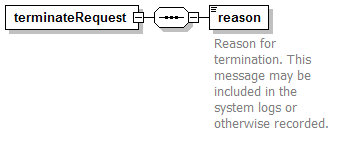 terminateRequest
reason
Reason for
termination. This
message may be
included in the
system logs or
otherwise recorded.